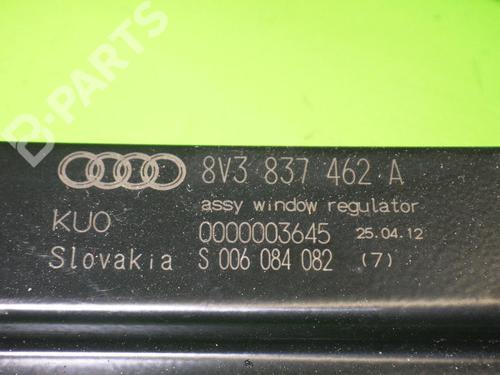 B-PARTS
8V3 837 462 A
assy window regulator
KUO 0000003645 25.04.12
Slovakia S 006 084 082 (7)